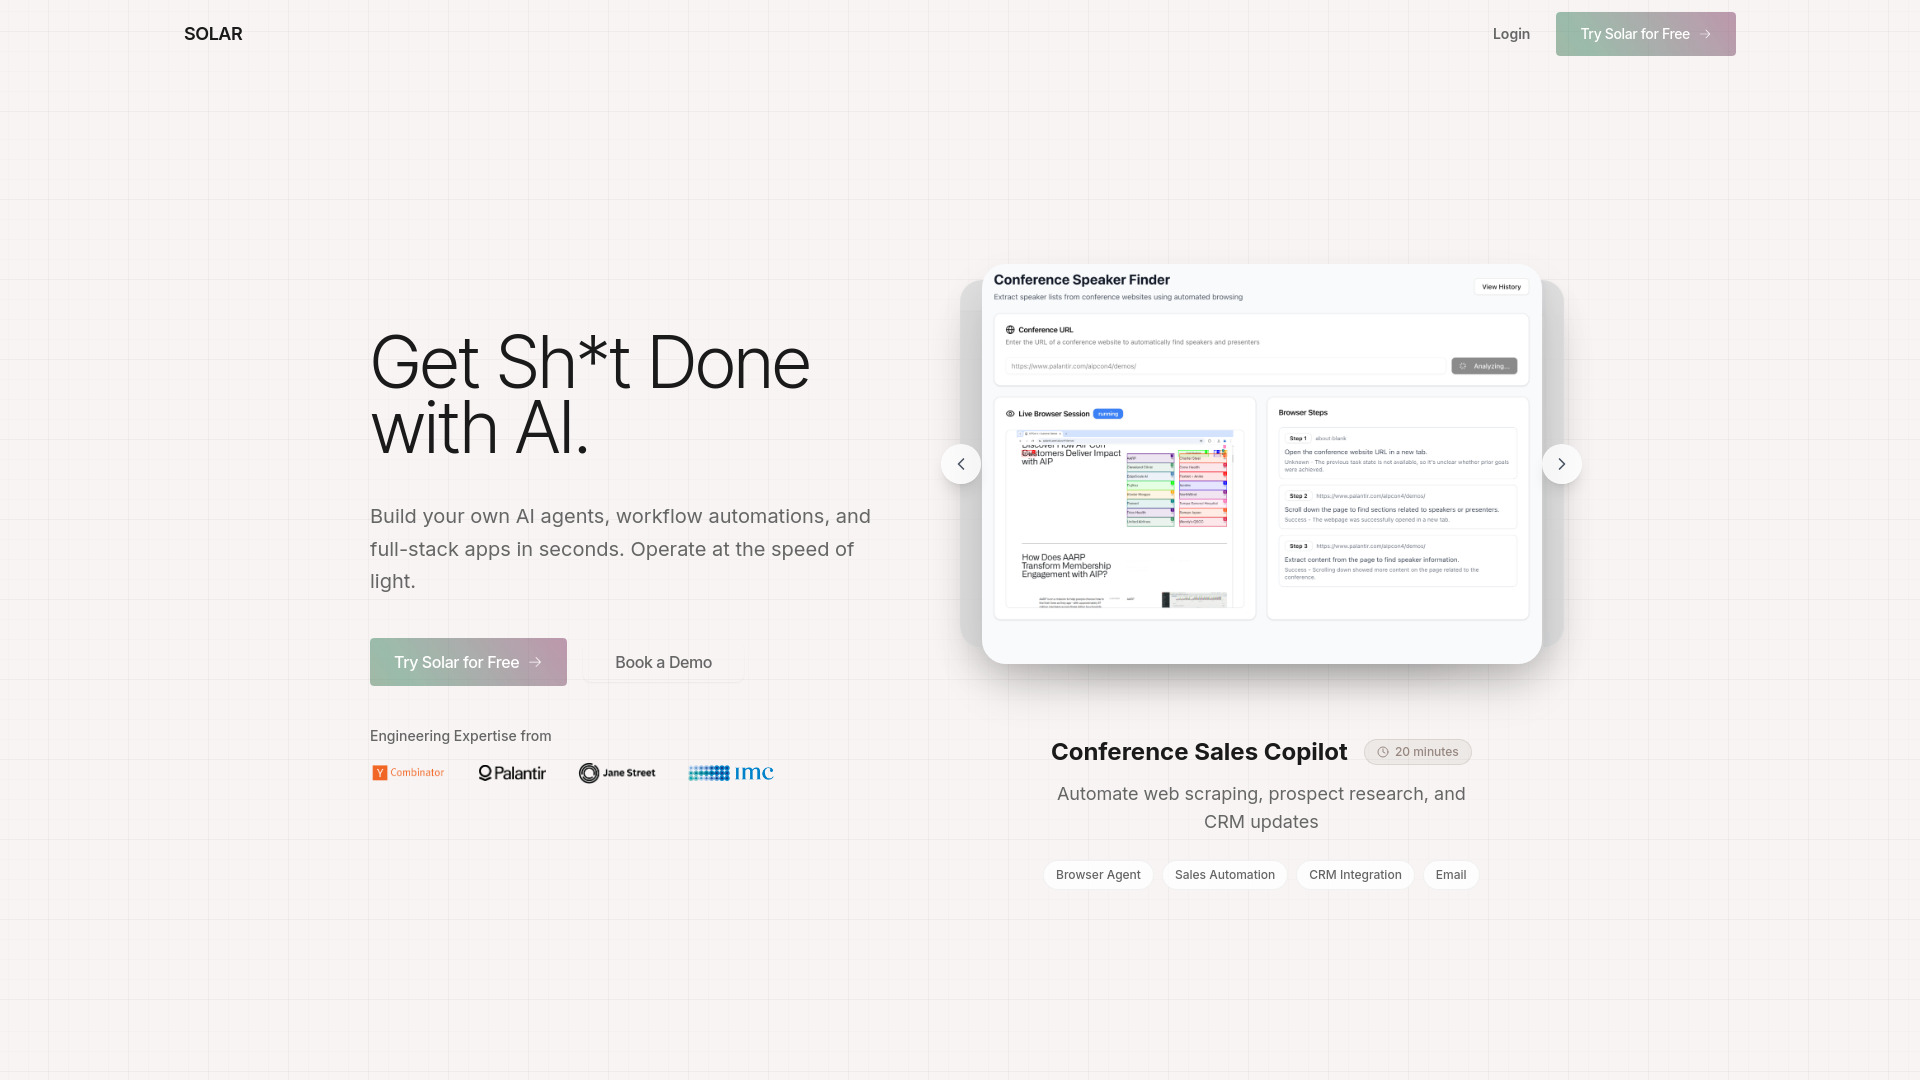 SOLAR
Login
Try Solar for Free
Get Sh*t Done
with AI.
Build your own AI agents, workflow automations, and
full-stack apps in seconds. Operate at the speed of
light.
Try Solar for Free
Book a Demo
Engineering Expertise from
Y Combinator
Palantir
Jane Street
imc
Conference Speaker Finder
Extract speaker lists from conference websites using automated browsing
View History
Conference URL
Enter the URL of a conference website to automatically find speakers and presenters
https://www.palantir.com/aipcon4/demos/
Analyzing...
Live Browser Session
running
Customers Deliver Impact
with AIP
How Does AARP
Transform Membership
Engagement with AIP?
Browser Steps
Step 1 about:blank
Open the conference website URL in a new tab.
Unknown - The previous task state is not available, so it's unclear whether prior goals
were achieved.
Step 2 https://www.palantir.com/aipcon4/demos/
Scroll down the page to find sections related to speakers or presenters.
Success - The webpage was successfully opened in a new tab.
Step 3 https://www.palantir.com/aipcon4/demos/
Extract content from the page to find speaker information.
Success - Scrolling down showed more content on the page related to the
conference.
Conference Sales Copilot
20 minutes
Automate web scraping, prospect research, and
CRM updates
Browser Agent
Sales Automation
CRM Integration
Email